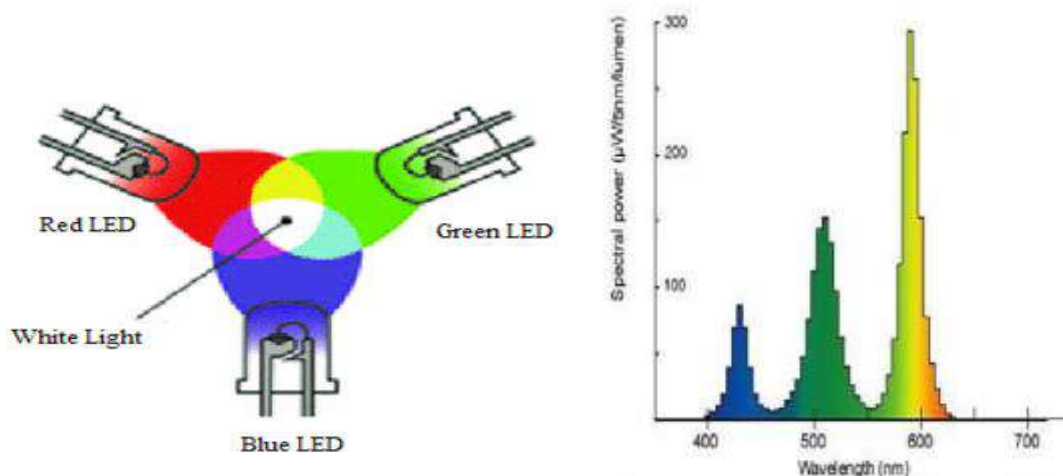 Red LED
Green LED
White Light
Blue LED
Spectral power (µW/5nm/lumen)
300
200
100
400
500
600
700
Wavelength (nm)